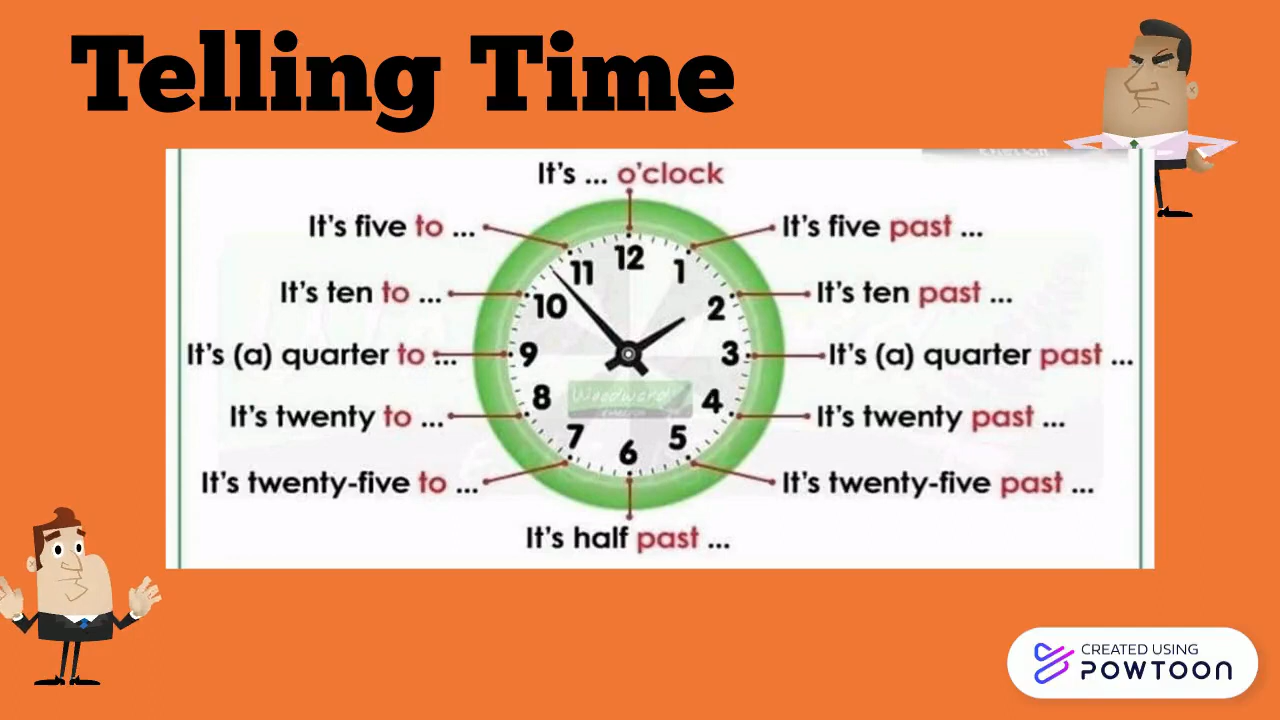 Telling Time
It's ... o'clock
It's five to ...
It's five past ...
It's ten to ...
It's ten past ...
It's (a) quarter to ...
It's (a) quarter past ...
It's twenty to ...
It's twenty past ...
It's twenty-five to ...
It's twenty-five past ...
It's half past ...
12
11
1
10
2
9
3
8
4
7
5
6
Woodward
CREATED USING
POWTOON